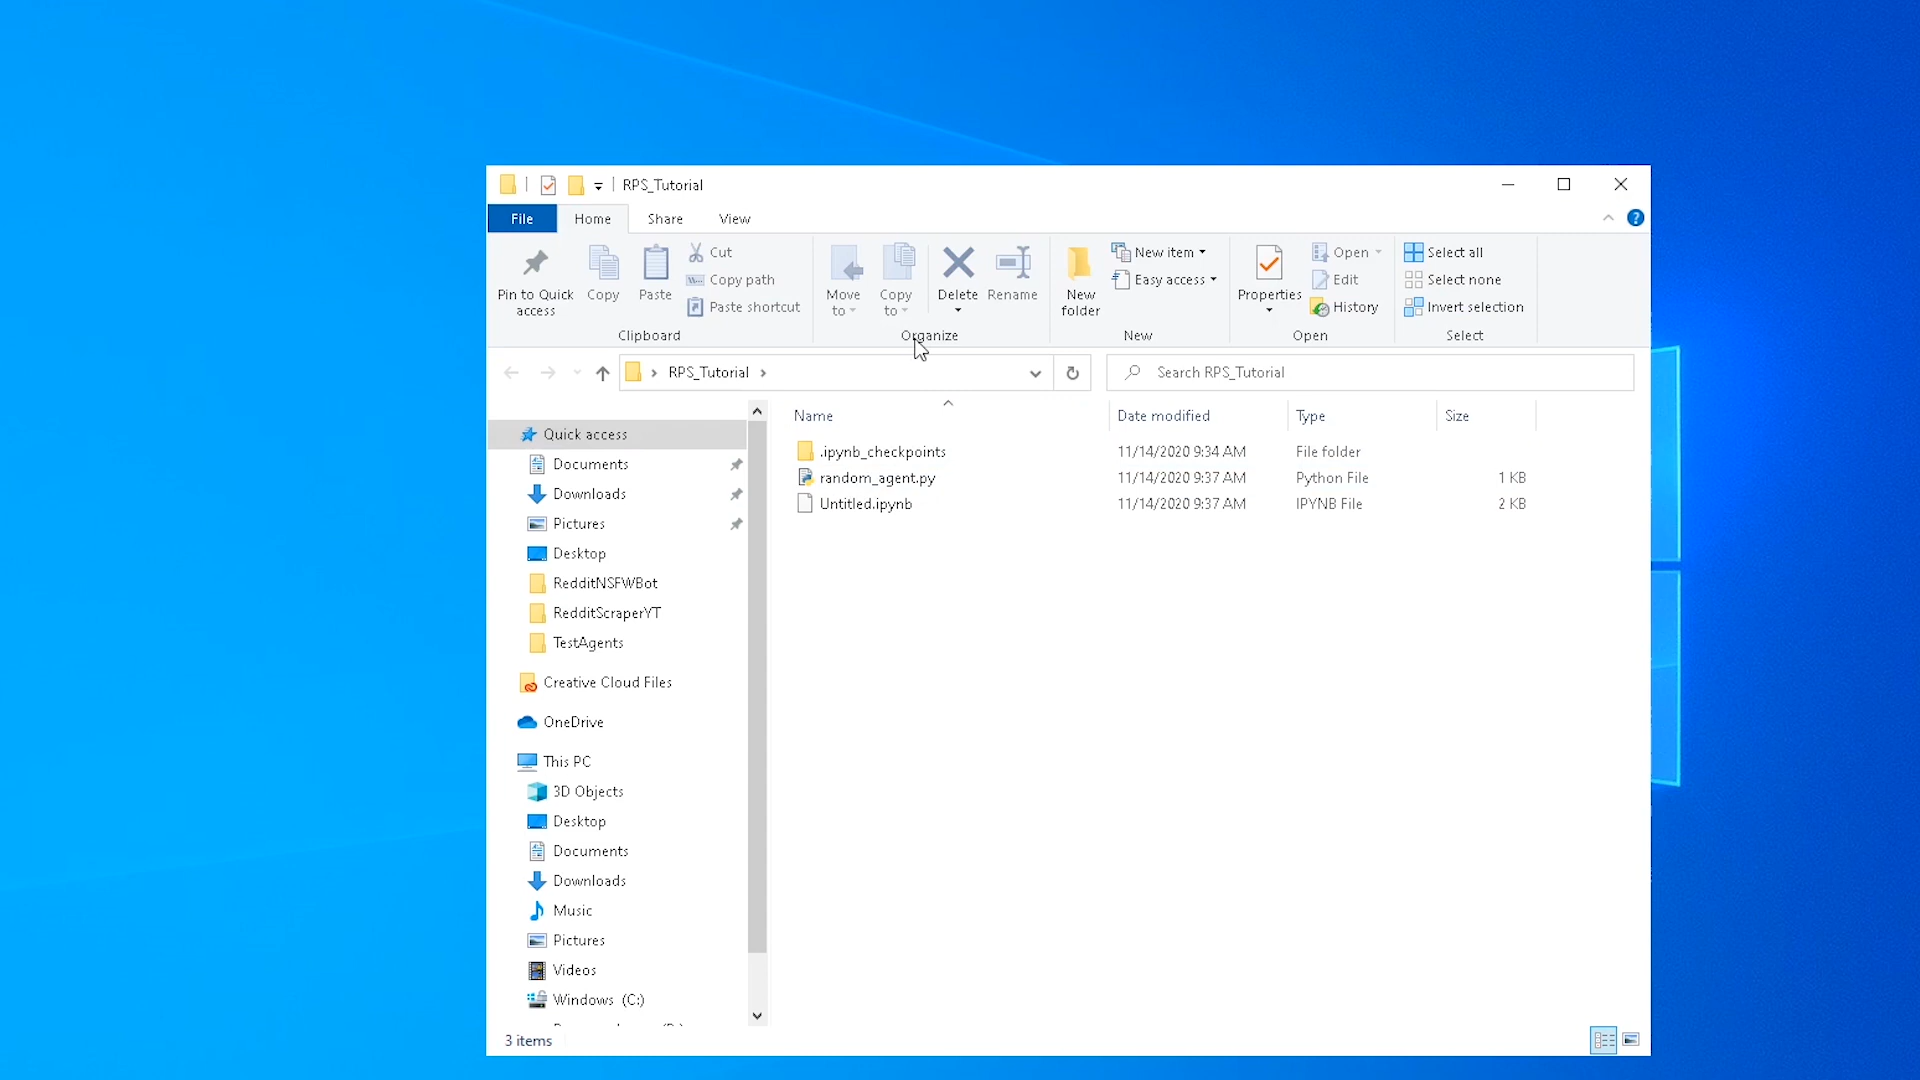 RPS_Tutorial
File Home Share View
Pin to Quick access
Copy
Paste
Cut
Copy path
Paste shortcut
Clipboard
Move to
Copy to
Delete
Rename
Organize
New folder
New item
Easy access
New
Properties
Open
Edit
History
Open
Select all
Select none
Invert selection
Select
RPS_Tutorial
Search RPS_Tutorial
Quick access
Documents
Downloads
Pictures
Desktop
RedditNSFWBot
RedditScraperYT
TestAgents
Creative Cloud Files
OneDrive
This PC
3D Objects
Desktop
Documents
Downloads
Music
Pictures
Videos
Windows (C:)
Name Date modified Type Size
.ipynb_checkpoints 11/14/2020 9:34 AM File folder
random_agent.py 11/14/2020 9:37 AM Python File 1 KB
Untitled.ipynb 11/14/2020 9:37 AM IPYNB File 2 KB
3 items